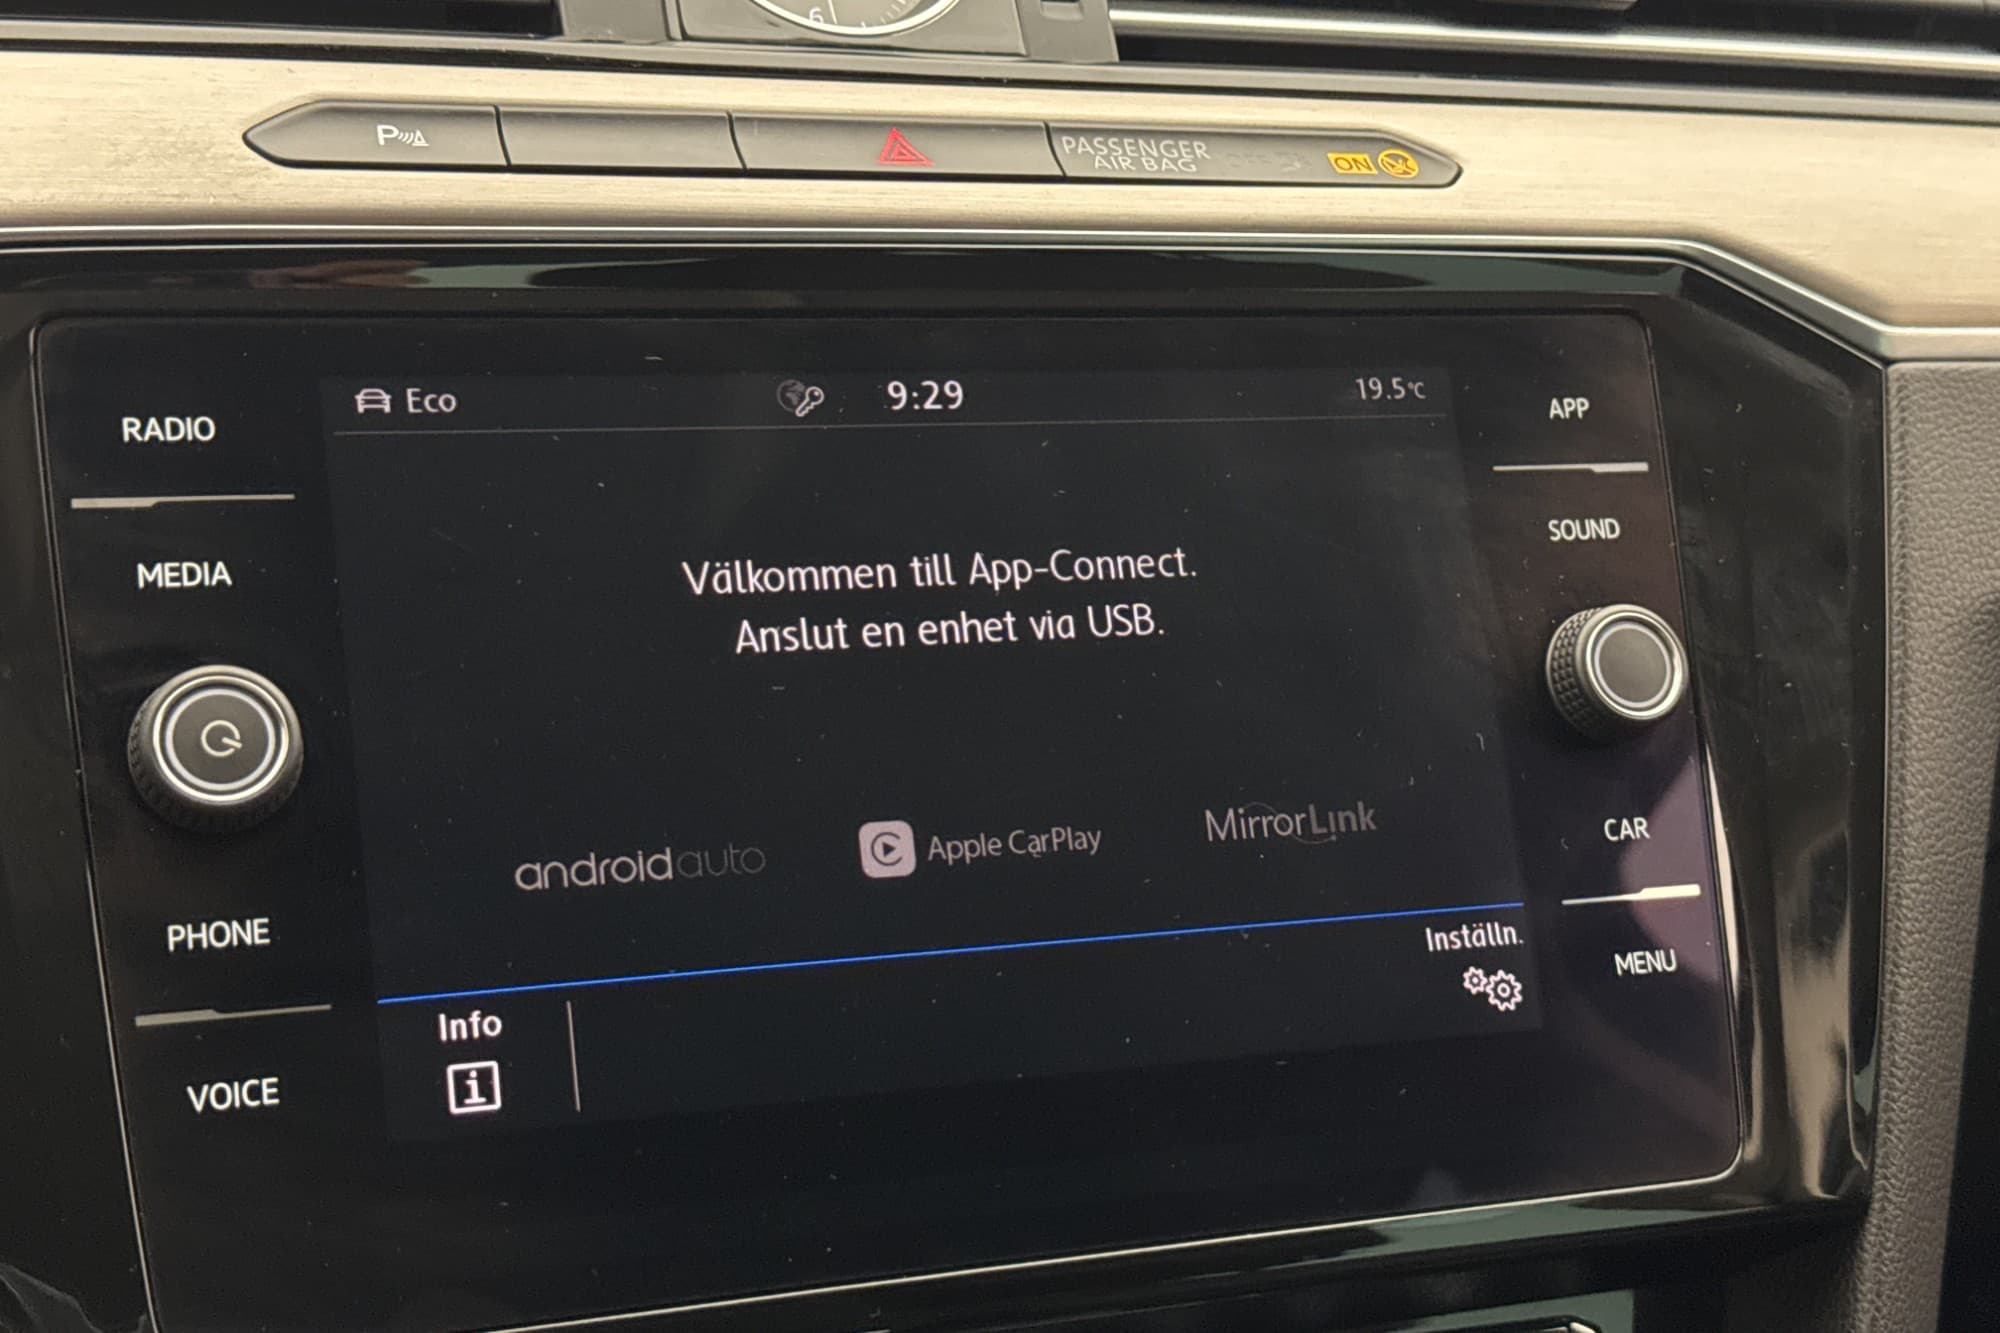 6
P
PASSENGER
AIR BAG
ON
RADIO
MEDIA
PHONE
VOICE
Eco
9:29
19.5°C
Välkommen till App-Connect.
Anslut en enhet via USB.
androidauto
Apple CarPlay
MirrorLink
Info
i
Inställn.
APP
SOUND
CAR
MENU